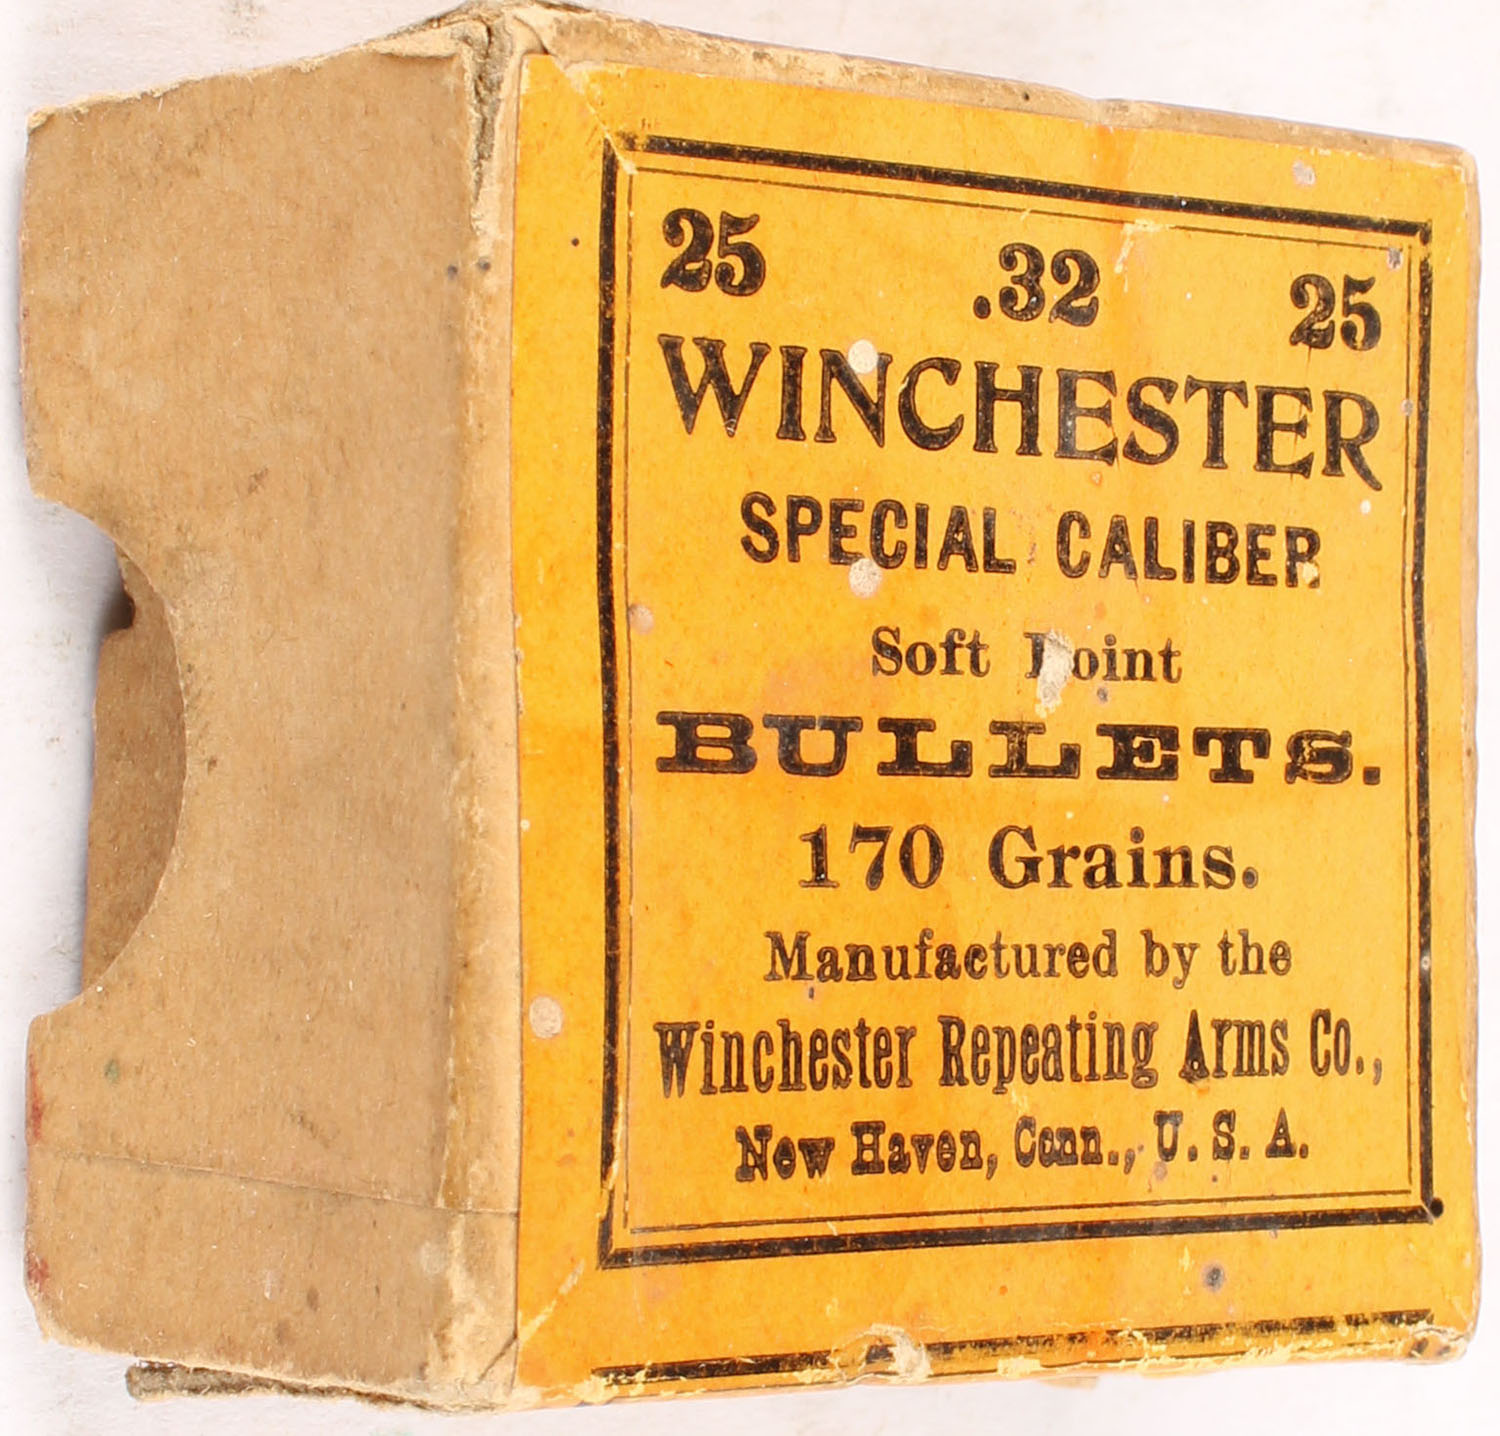 25 .32 25
WINCHESTER
SPECIAL CALIBER
Soft Point
BULLETS.
170 Grains.
Manufactured by the
Winchester Repeating Arms Co.,
New Haven, Conn., U. S. A.